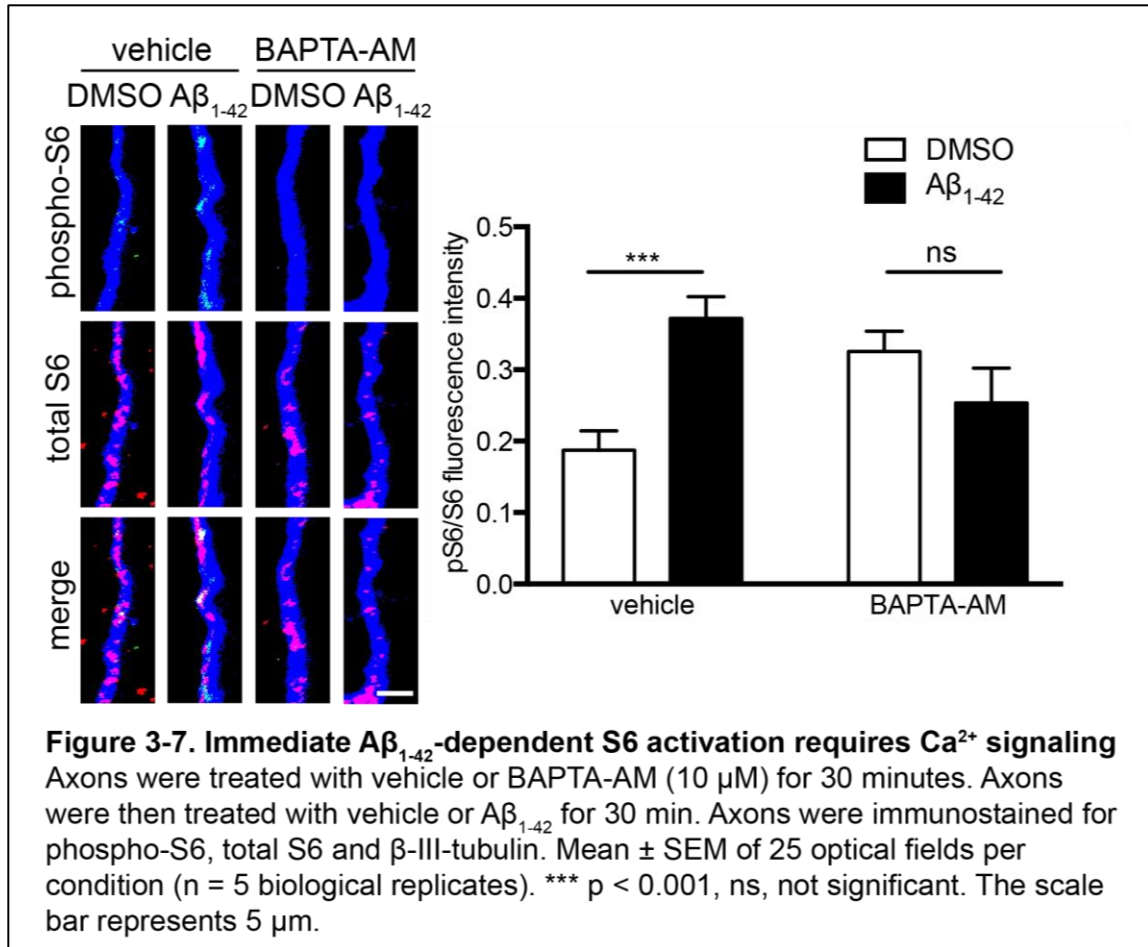 vehicle BAPTA-AM
DMSO Aβ₁₋₄₂ DMSO Aβ₁₋₄₂
phospho-S6
total S6
merge
DMSO
Aβ₁₋₄₂
pS6/S6 fluorescence intensity
0.5
0.4
0.3
0.2
0.1
0.0
*** ns
vehicle BAPTA-AM
Figure 3-7. Immediate Aβ₁₋₄₂-dependent S6 activation requires Ca²⁺ signaling
Axons were treated with vehicle or BAPTA-AM (10 μM) for 30 minutes. Axons
were then treated with vehicle or Aβ₁₋₄₂ for 30 min. Axons were immunostained for
phospho-S6, total S6 and β-III-tubulin. Mean ± SEM of 25 optical fields per
condition (n = 5 biological replicates). *** p < 0.001, ns, not significant. The scale
bar represents 5 μm.